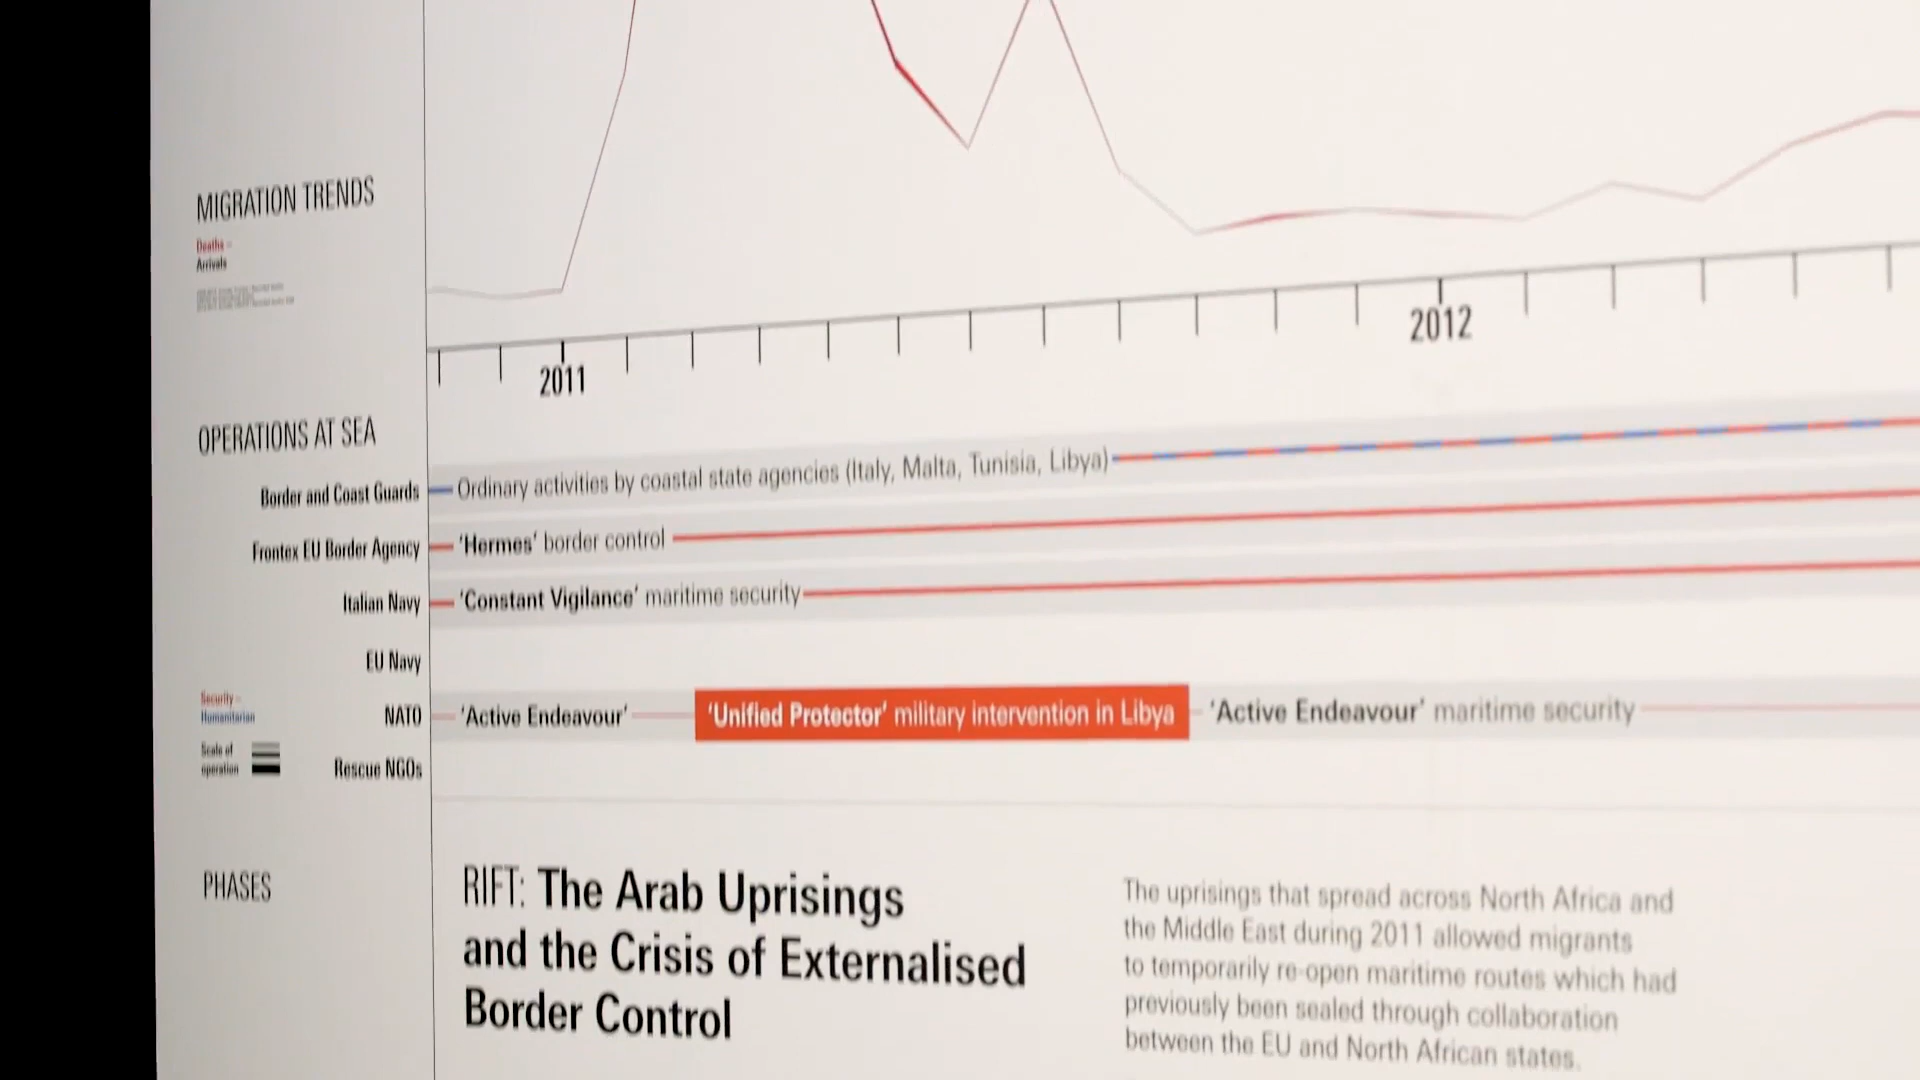 MIGRATION TRENDS
Deaths –
Arrivals
2011
2012
OPERATIONS AT SEA
Border and Coast Guards
Ordinary activities by coastal state agencies (Italy, Malta, Tunisia, Libya)
Frontex EU Border Agency
'Hermes' border control
Italian Navy
'Constant Vigilance' maritime security
EU Navy
Security –
Humanitarian
NATO
'Active Endeavour'
'Unified Protector' military intervention in Libya
'Active Endeavour' maritime security
Scale of
operation
Rescue NGOs
PHASES
RIFT: The Arab Uprisings
and the Crisis of Externalised
Border Control
The uprisings that spread across North Africa and
the Middle East during 2011 allowed migrants
to temporarily re-open maritime routes which had
previously been sealed through collaboration
between the EU and North African states.